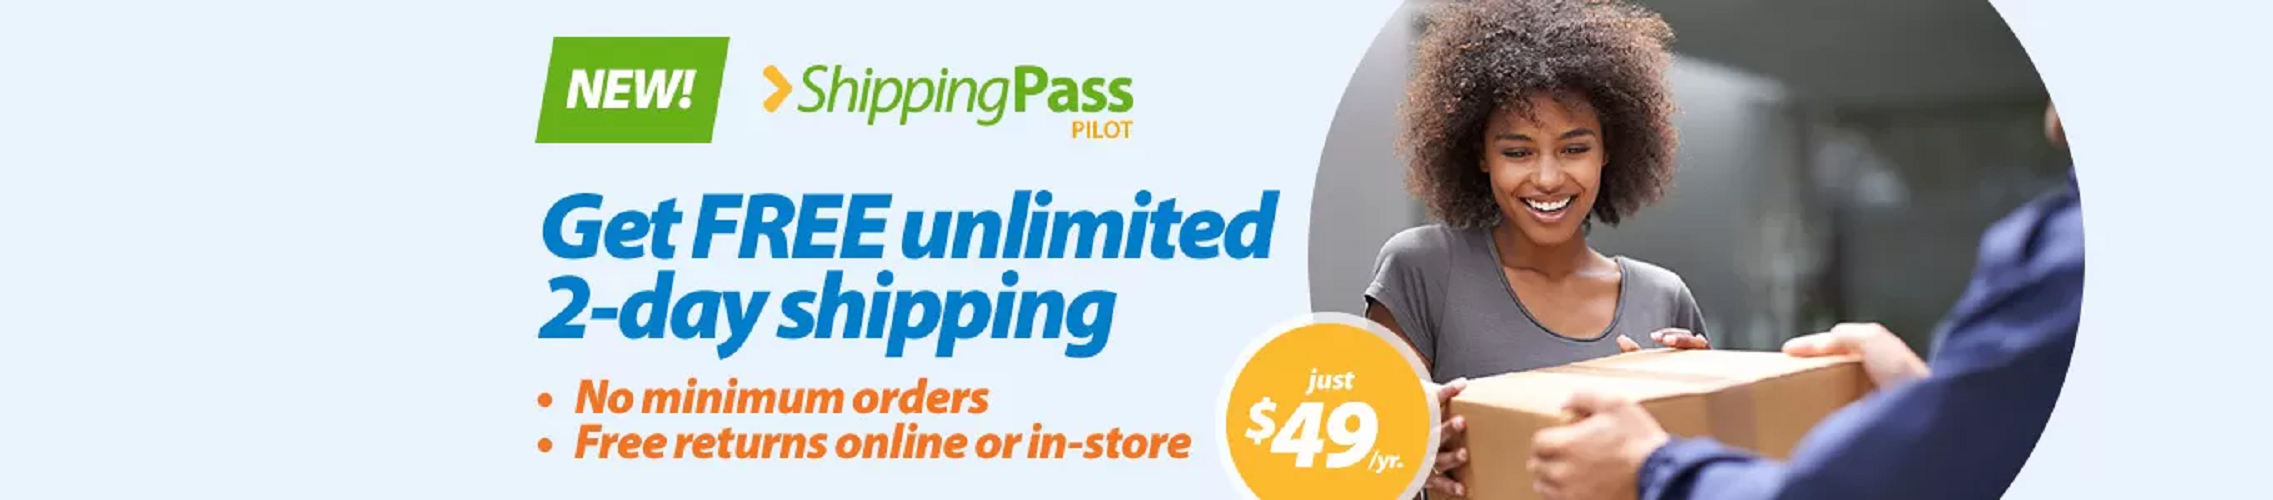 NEW!
ShippingPass
PILOT
Get FREE unlimited
2-day shipping
• No minimum orders
• Free returns online or in-store
just
$49/yr.